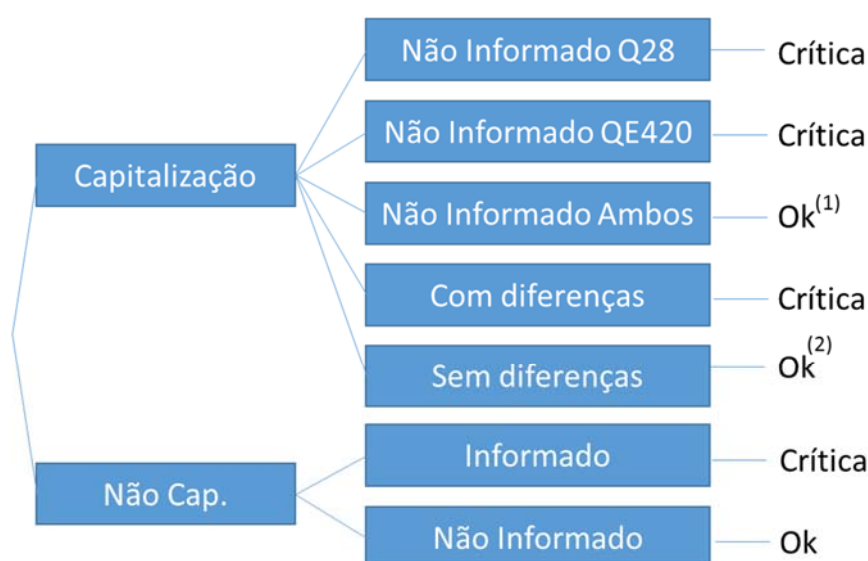 Não Informado Q28
Crítica
Não Informado QE420
Crítica
Capitalização
Não Informado Ambos
Ok(1)
Com diferenças
Crítica
Sem diferenças
Ok(2)
Informado
Crítica
Não Cap.
Não Informado
Ok